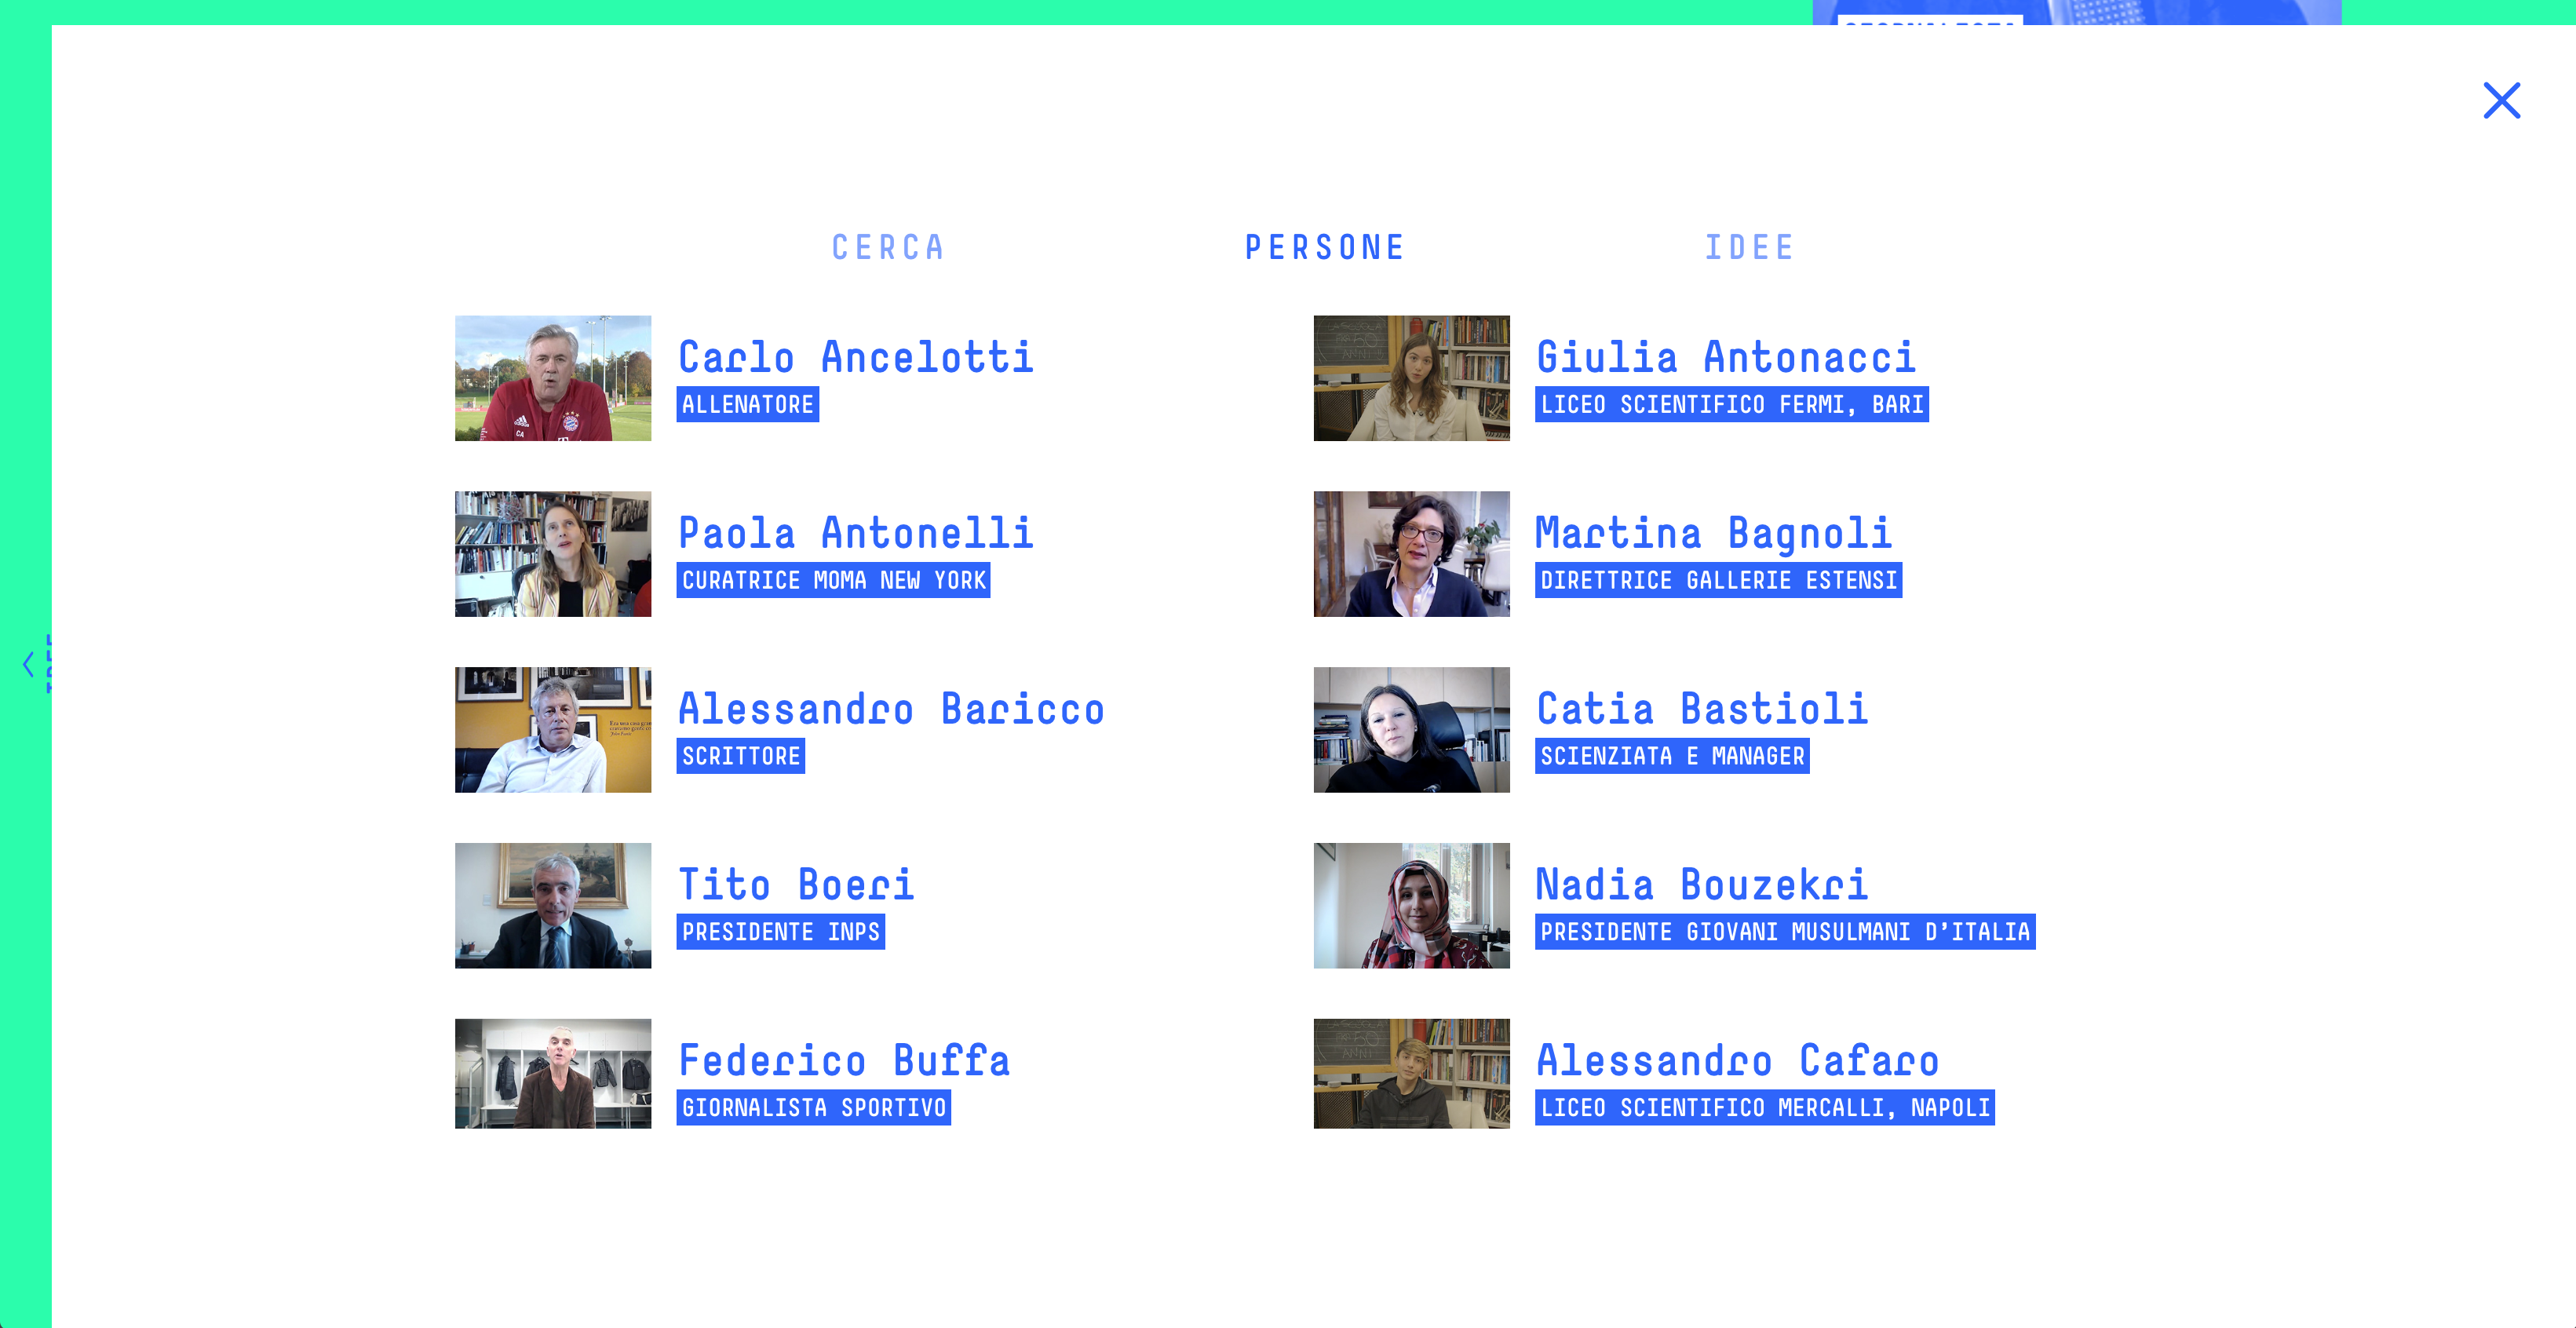 CERCA
PERSONE
IDEE
Carlo Ancelotti
ALLENATORE
Giulia Antonacci
LICEO SCIENTIFICO FERMI, BARI
Paola Antonelli
CURATRICE MOMA NEW YORK
Martina Bagnoli
DIRETTRICE GALLERIE ESTENSI
Alessandro Baricco
SCRITTORE
Catia Bastioli
SCIENZIATA E MANAGER
Tito Boeri
PRESIDENTE INPS
Nadia Bouzekri
PRESIDENTE GIOVANI MUSULMANI D’ITALIA
Federico Buffa
GIORNALISTA SPORTIVO
Alessandro Cafaro
LICEO SCIENTIFICO MERCALLI, NAPOLI